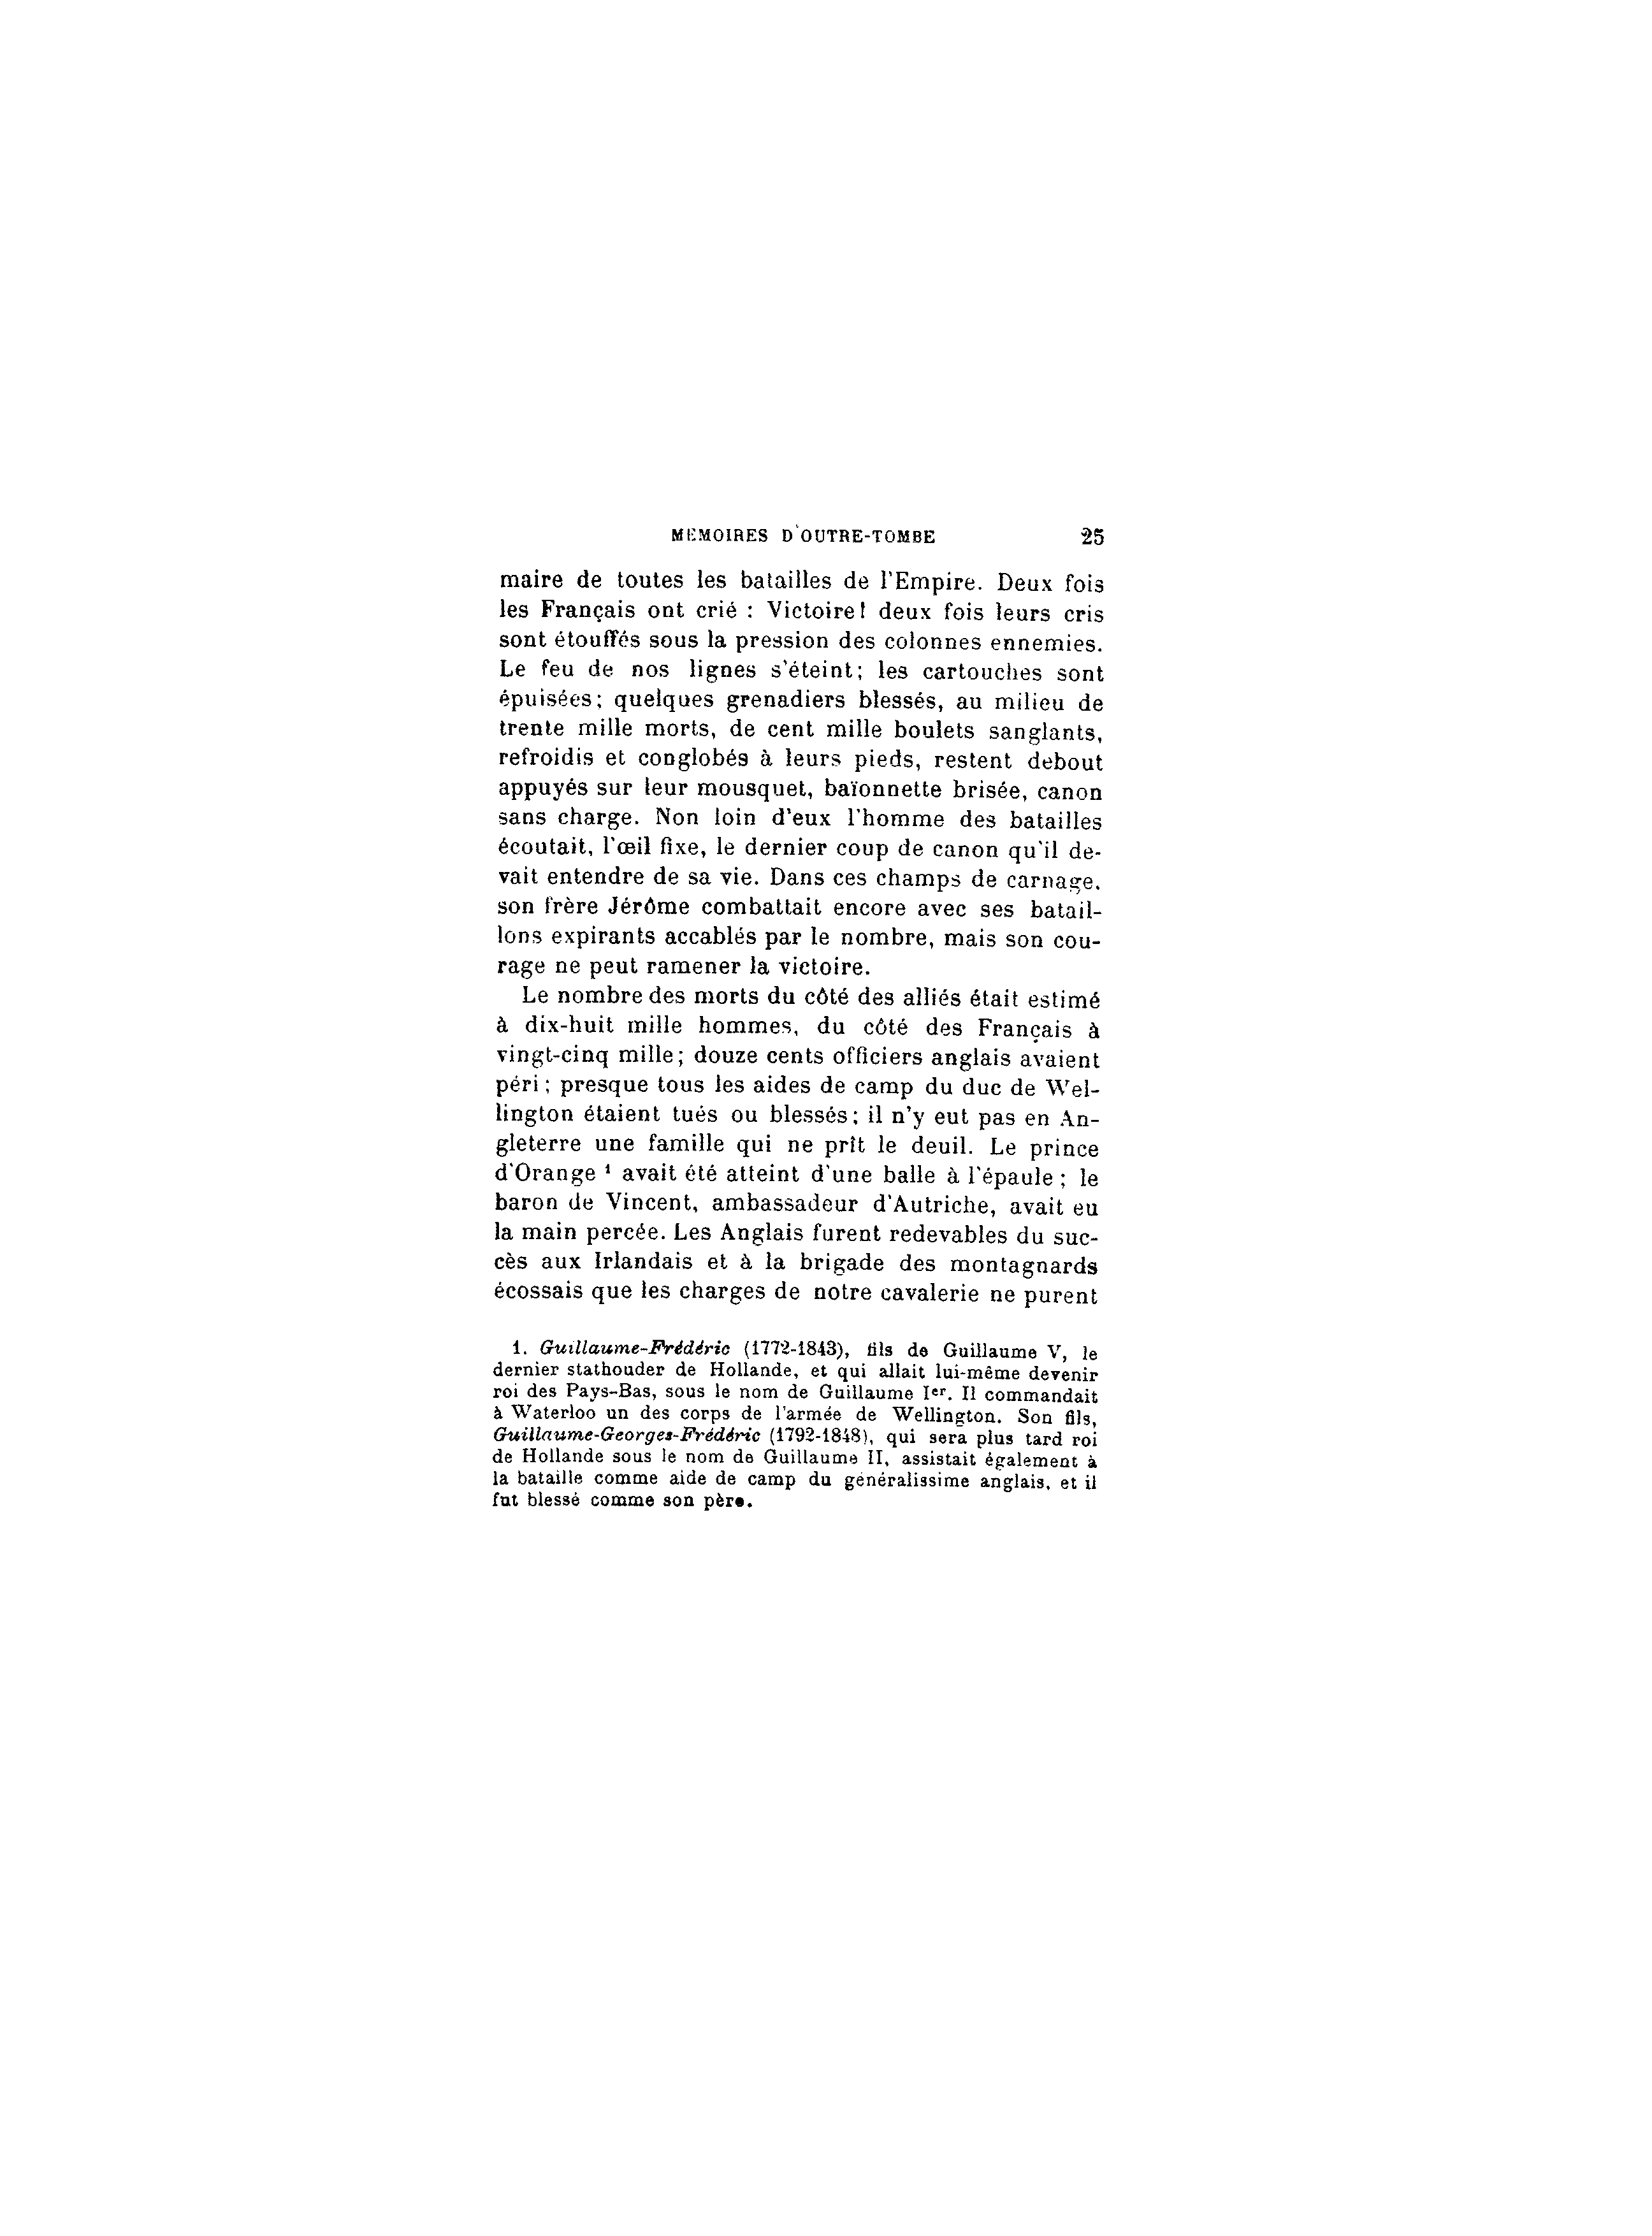 MEMOIRES D'OUTRE-TOMBE 25
maire de toutes les batailles de l'Empire. Deux fois
les Français ont crié : Victoire! deux fois leurs cris
sont étouffés sous la pression des colonnes ennemies.
Le feu de nos lignes s'éteint; les cartouches sont
épuisées; quelques grenadiers blessés, au milieu de
trente mille morts, de cent mille boulets sanglants,
refroidis et conglobés à leurs pieds, restent debout
appuyés sur leur mousquet, baïonnette brisée, canon
sans charge. Non loin d'eux l'homme des batailles
écoutait, l'œil fixe, le dernier coup de canon qu'il de-
vait entendre de sa vie. Dans ces champs de carnage.
son frère Jérôme combattait encore avec ses batail-
lons expirants accablés par le nombre, mais son cou-
rage ne peut ramener la victoire.
Le nombre des morts du côté des alliés était estimé
à dix-huit mille hommes, du côté des Français à
vingt-cinq mille; douze cents officiers anglais avaient
péri; presque tous les aides de camp du duc de Wel-
lington étaient tués ou blessés; il n'y eut pas en An-
gleterre une famille qui ne prît le deuil. Le prince
d'Orange ¹ avait été atteint d'une balle à l'épaule; le
baron de Vincent, ambassadeur d'Autriche, avait eu
la main percée. Les Anglais furent redevables du suc-
cès aux Irlandais et à la brigade des montagnards
écossais que les charges de notre cavalerie ne purent
1. Guillaume-Frédéric (1772-1843), fils de Guillaume V, le
dernier stathouder de Hollande, et qui allait lui-même devenir
roi des Pays-Bas, sous le nom de Guillaume Iᵉʳ. Il commandait
à Waterloo un des corps de l'armée de Wellington. Son fils,
Guillaume-Georges-Frédéric (1792-1848), qui sera plus tard roi
de Hollande sous le nom de Guillaume II, assistait également à
la bataille comme aide de camp du généralissime anglais, et il
fut blessé comme son père.